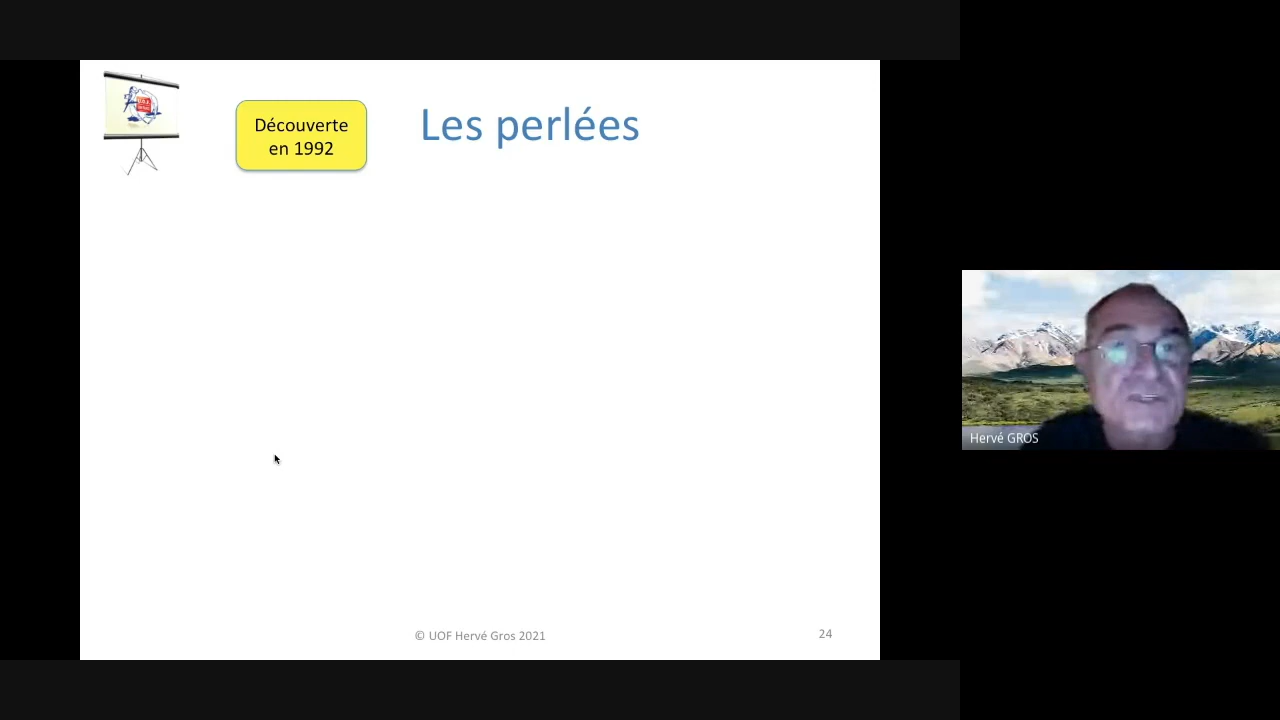 Découverte
en 1992
Les perlées
Hervé GROS
© UOF Hervé Gros 2021
24